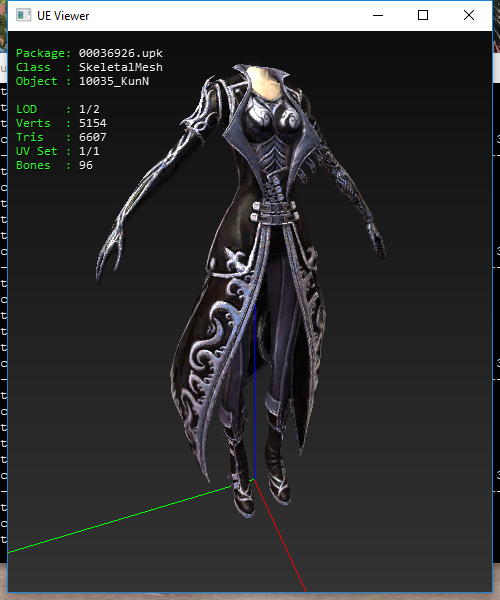 UE Viewer
Package: 00036926.upk
Class  : SkeletalMesh
Object : 10035_KunN
LOD    : 1/2
Verts  : 5154
Tris   : 6607
UV Set : 1/1
Bones  : 96